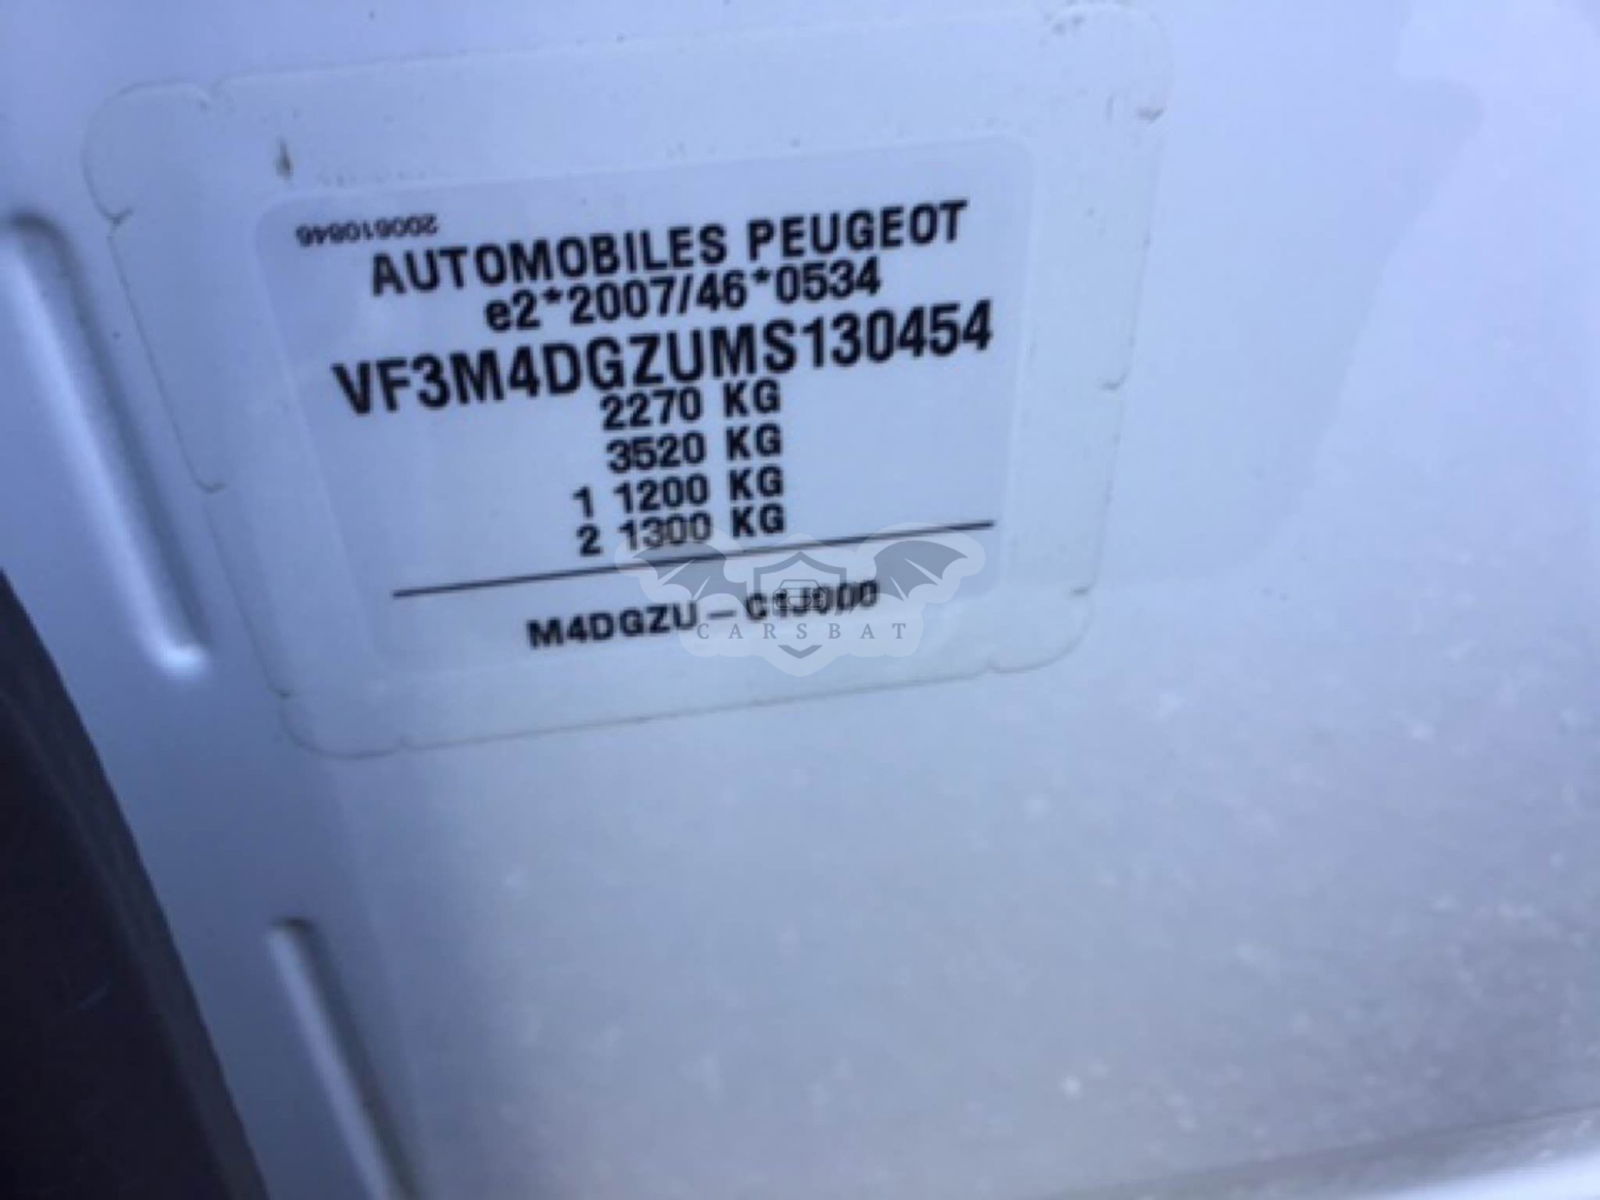 200610846
AUTOMOBILES PEUGEOT
e2*2007/46*0534
VF3M4DGZUMS130454
2270 KG
3520 KG
1 1200 KG
2 1300 KG
M4DGZU – C1J000
CARSBAT